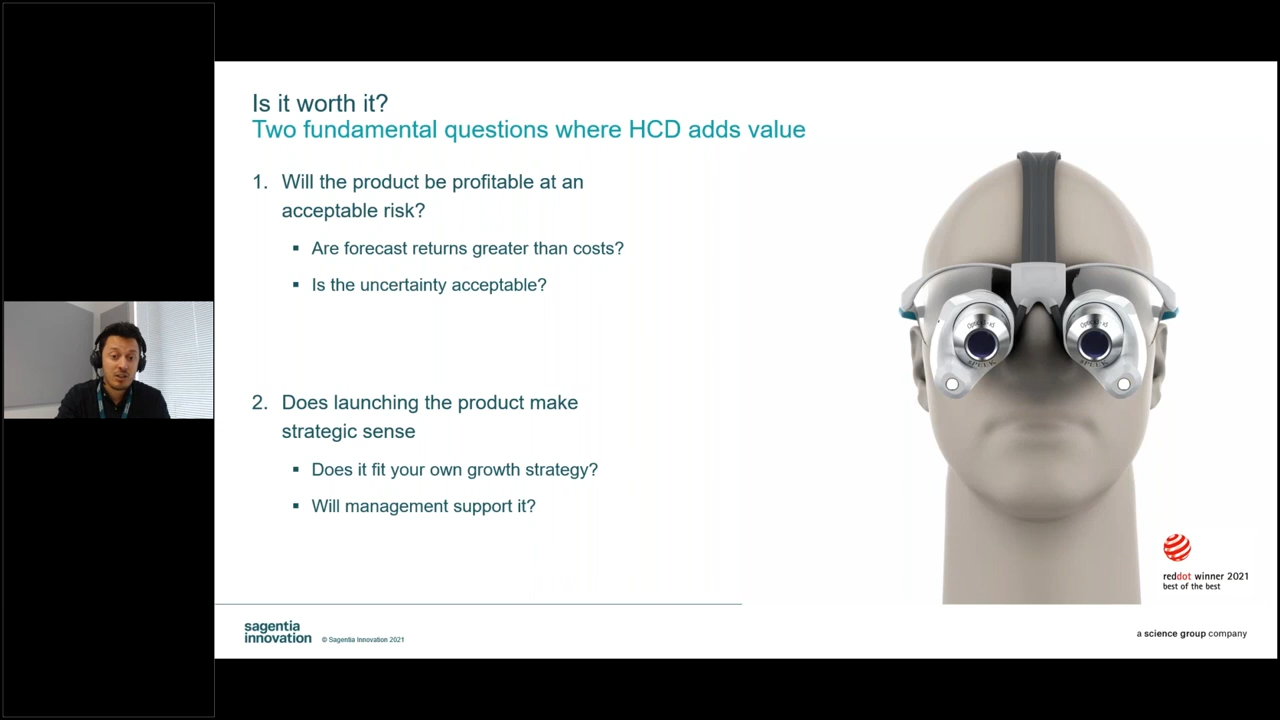 Is it worth it?
Two fundamental questions where HCD adds value
1. Will the product be profitable at an
acceptable risk?
▪ Are forecast returns greater than costs?
▪ Is the uncertainty acceptable?
2. Does launching the product make
strategic sense
▪ Does it fit your own growth strategy?
▪ Will management support it?
reddot winner 2021
best of the best
sagentia
innovation
© Sagentia Innovation 2021
a science group company